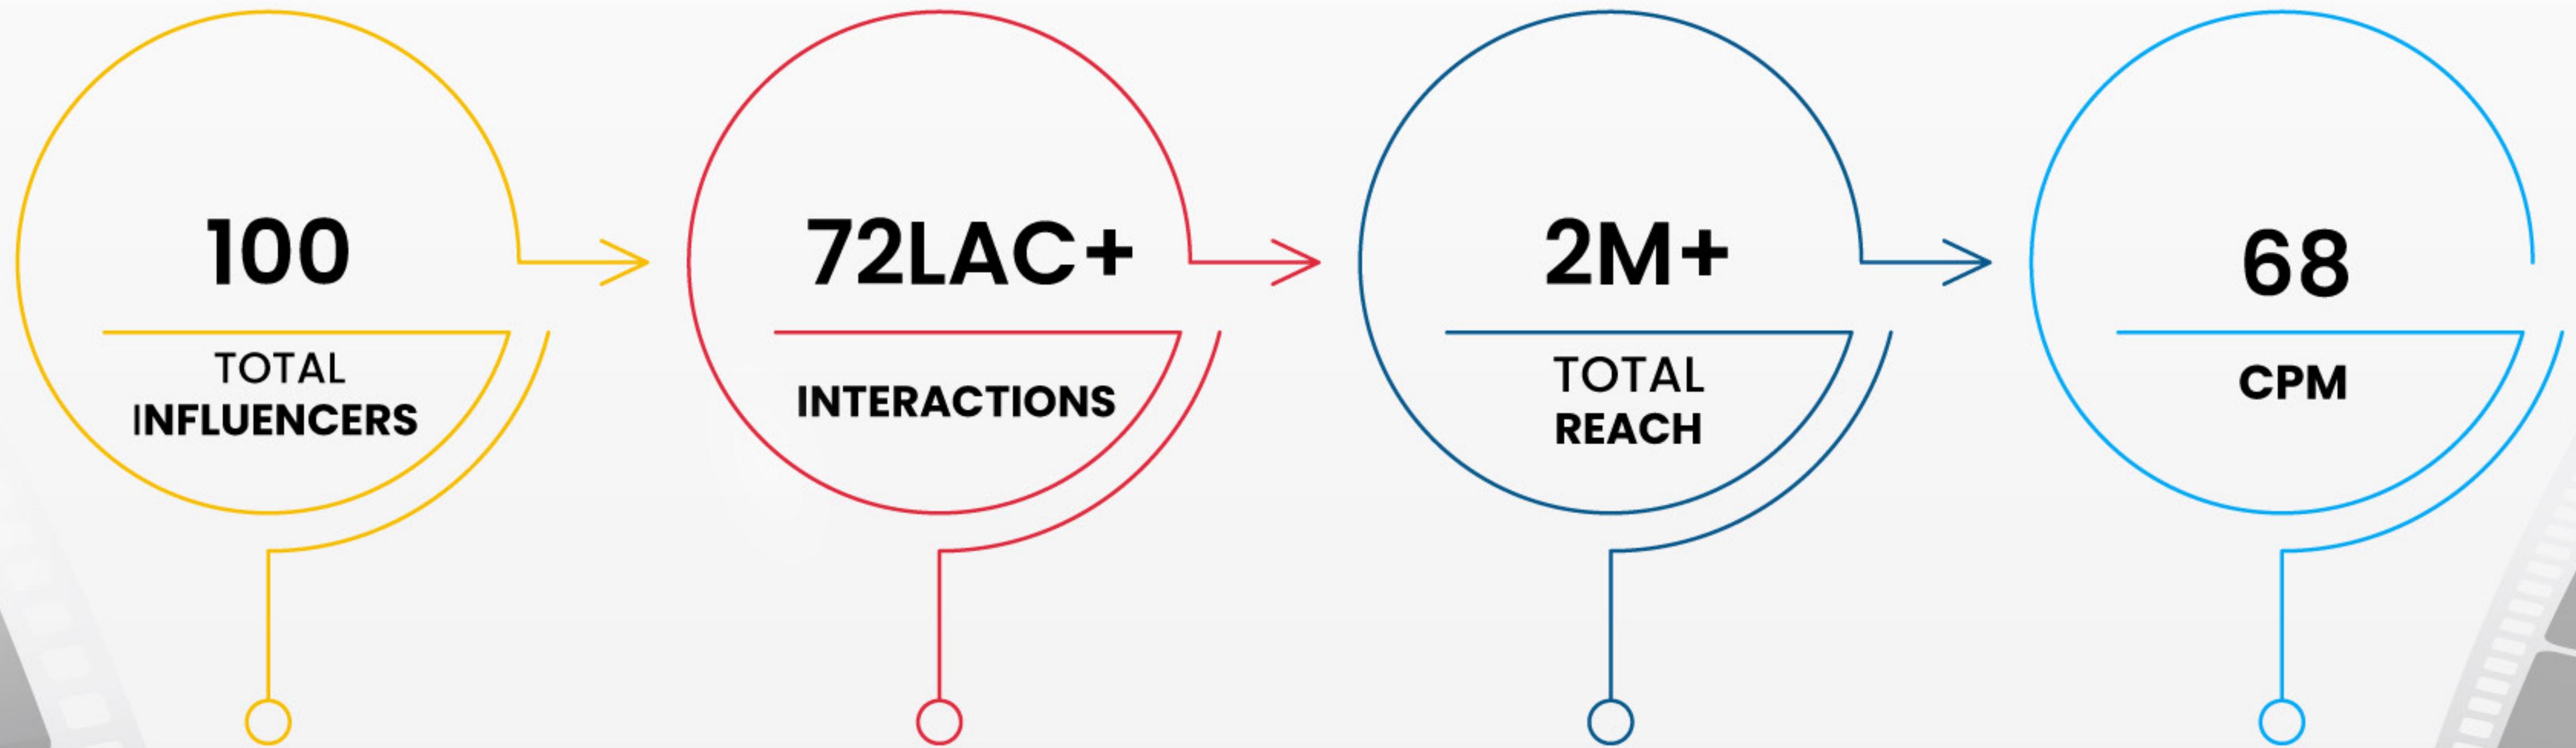 100
TOTAL
INFLUENCERS
72LAC+
INTERACTIONS
2M+
TOTAL
REACH
68
CPM